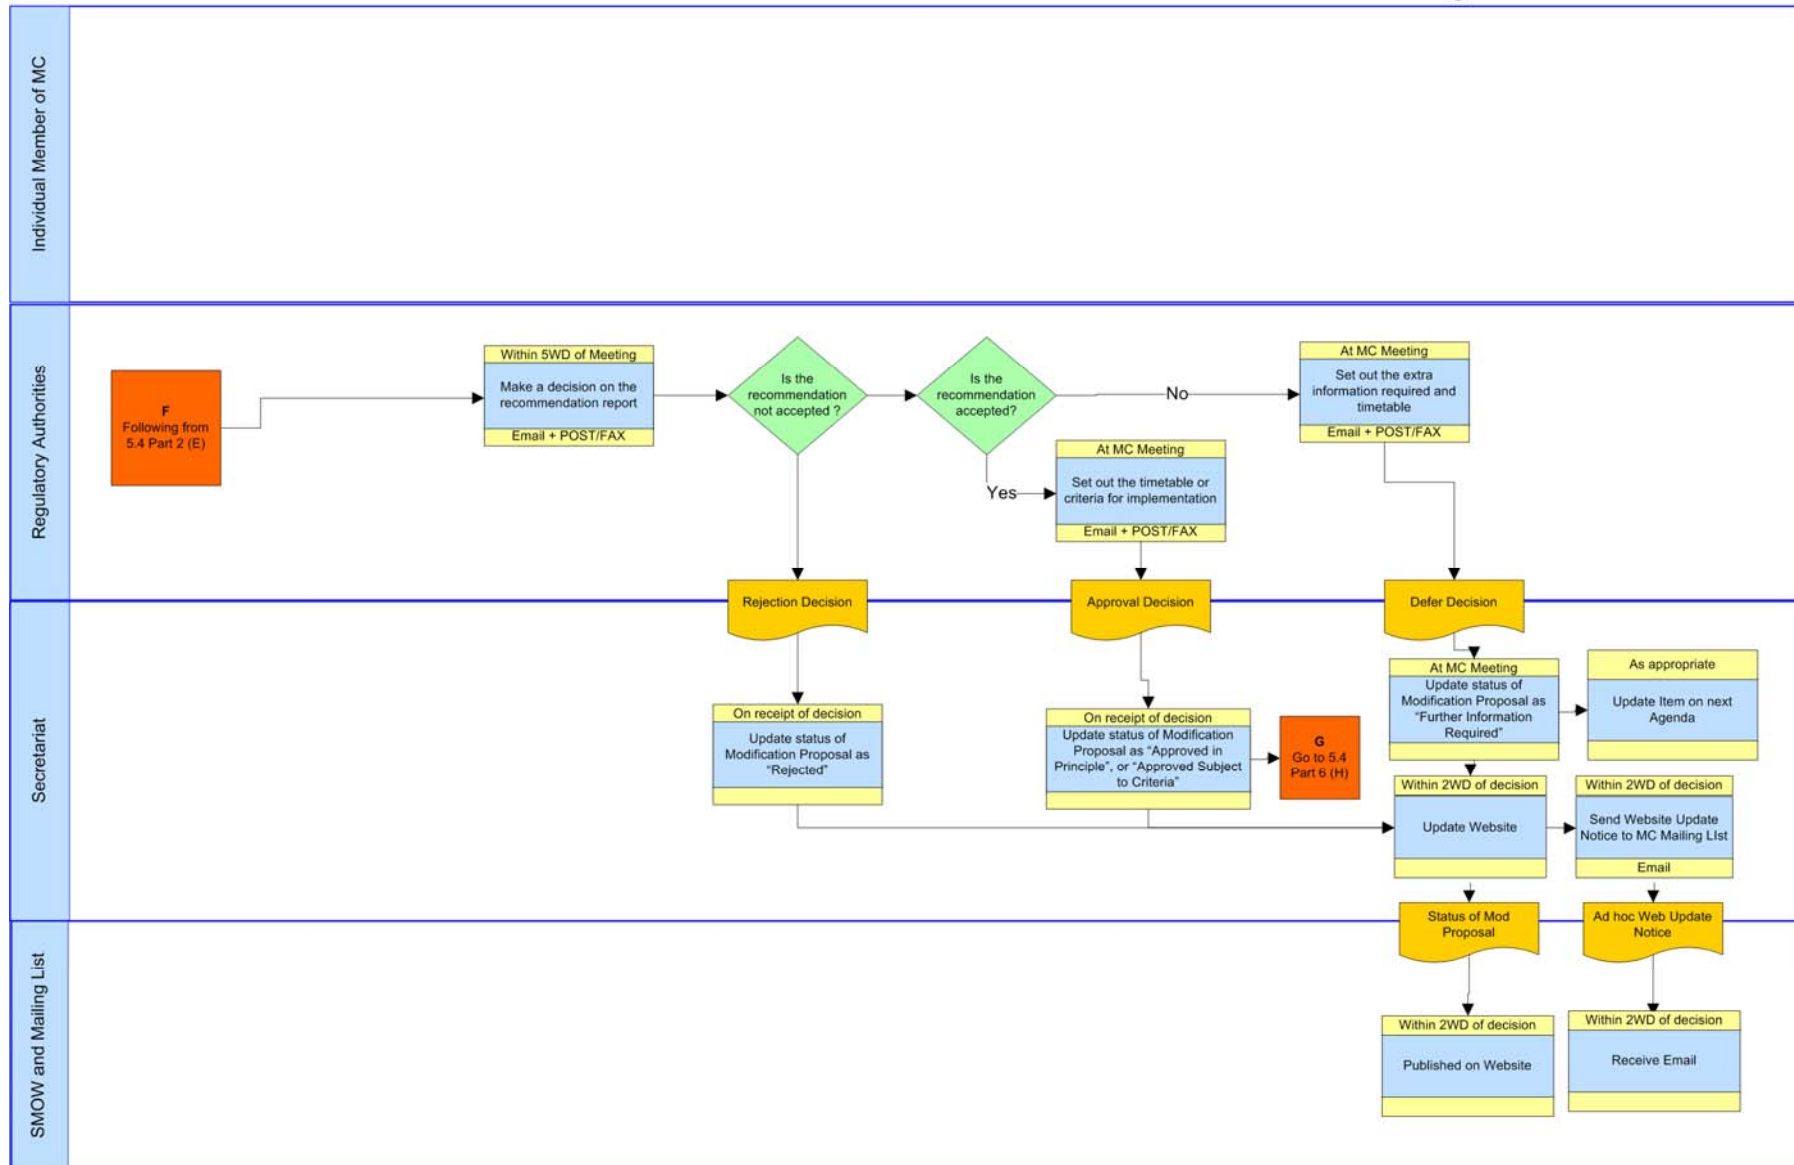 Individual Member of MC
Regulatory Authorities
F
Following from
5.4 Part 2 (E)
Within 5WD of Meeting
Make a decision on the
recommendation report
Email + POST/FAX
Is the
recommendation
not accepted ?
Is the
recommendation
accepted?
No
At MC Meeting
Set out the extra
information required and
timetable
Email + POST/FAX
Yes
At MC Meeting
Set out the timetable or
criteria for implementation
Email + POST/FAX
Rejection Decision
Approval Decision
Defer Decision
Secretariat
On receipt of decision
Update status of
Modification Proposal as
“Rejected”
On receipt of decision
Update status of Modification
Proposal as “Approved in
Principle”, or “Approved Subject
to Criteria”
G
Go to 5.4
Part 6 (H)
At MC Meeting
Update status of
Modification Proposal as
“Further Information
Required”
As appropriate
Update Item on next
Agenda
Within 2WD of decision
Update Website
Within 2WD of decision
Send Website Update
Notice to MC Mailing LIst
Email
SMOW and Mailing List
Status of Mod
Proposal
Ad hoc Web Update
Notice
Within 2WD of decision
Published on Website
Within 2WD of decision
Receive Email